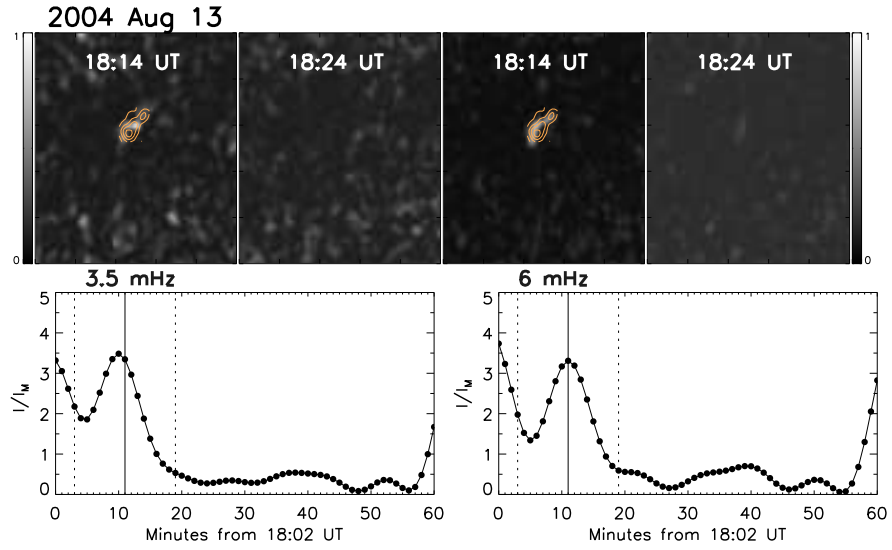 2004 Aug 13
1 18:14 UT 18:24 UT 18:14 UT 18:24 UT 1
0 0
3.5 mHz 6 mHz
5 5
4 4
3 3
2 2
1 1
0 0
I/I_M I/I_M
0 10 20 30 40 50 60 0 10 20 30 40 50 60
Minutes from 18:02 UT Minutes from 18:02 UT